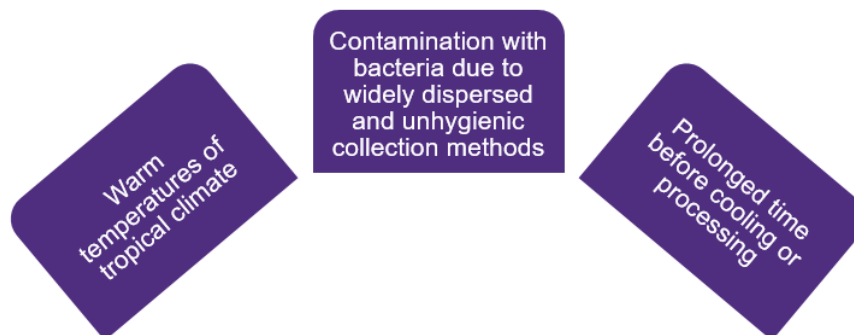 Warm
temperatures of
tropical climate
Contamination with
bacteria due to
widely dispersed
and unhygienic
collection methods
Prolonged time
before cooling or
processing